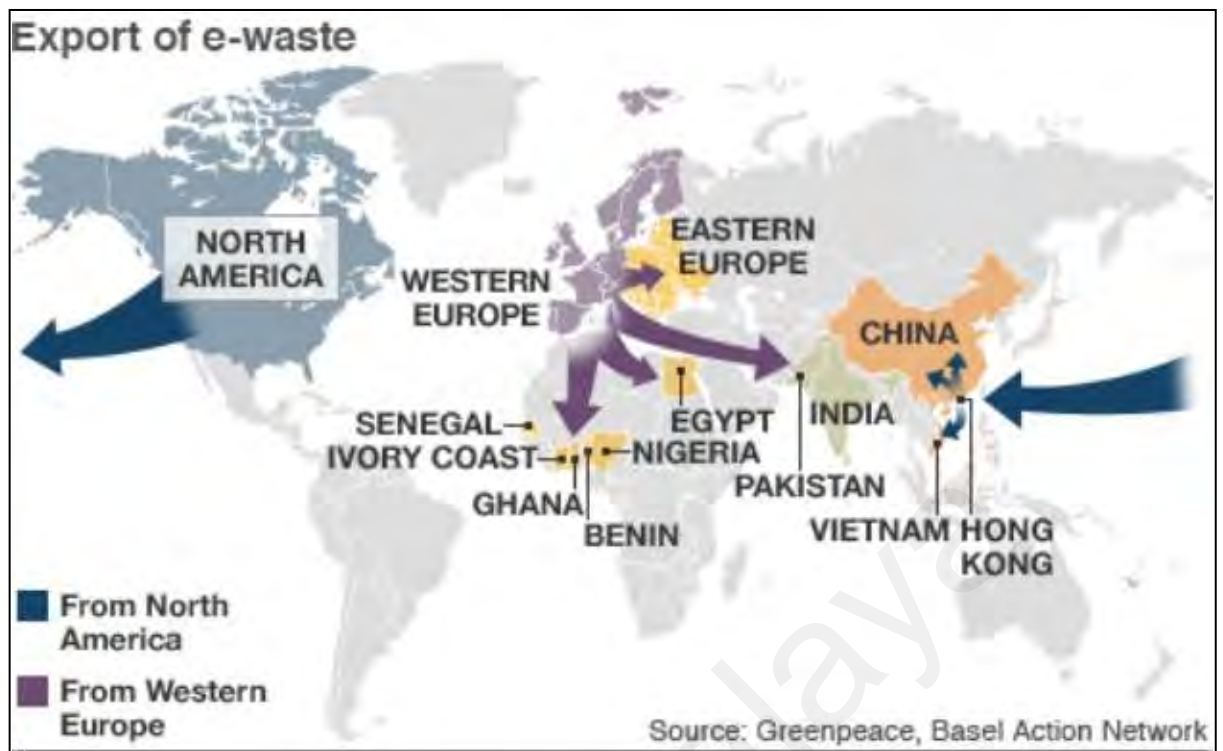 Export of e-waste
NORTH
AMERICA
WESTERN
EUROPE
EASTERN
EUROPE
CHINA
SENEGAL
IVORY COAST
GHANA
BENIN
EGYPT
NIGERIA
INDIA
PAKISTAN
VIETNAM
HONG
KONG
From North
America
From Western
Europe
Source: Greenpeace, Basel Action Network